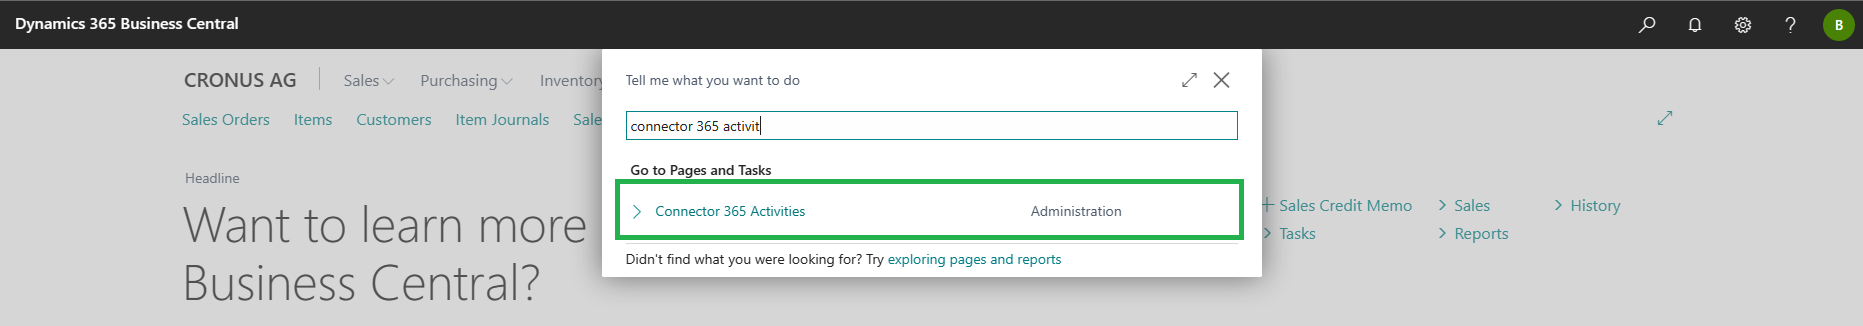 Dynamics 365 Business Central
B
CRONUS AG Sales Purchasing Inventory
Tell me what you want to do
Sales Orders Items Customers Item Journals Sale
connector 365 activit
Go to Pages and Tasks
Headline
Connector 365 Activities Administration
Sales Credit Memo Sales History
Want to learn more
Tasks Reports
Business Central?
Didn't find what you were looking for? Try exploring pages and reports